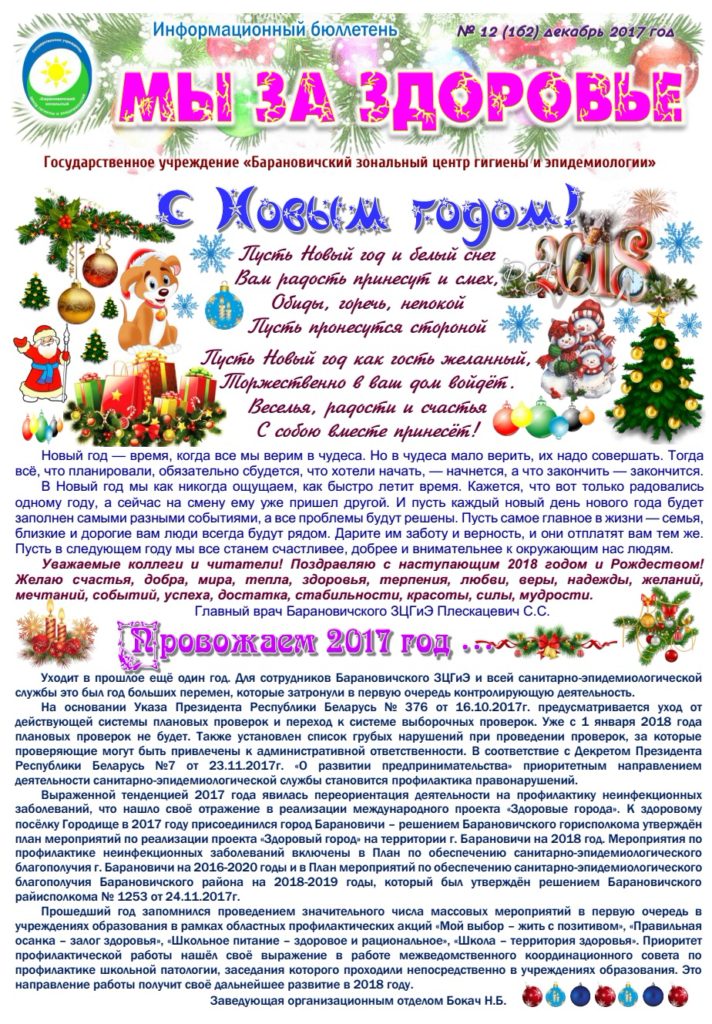 Информационный бюллетень
№ 12 (162) декабрь 2017 год
МЫ ЗА ЗДОРОВЬЕ
Государственное учреждение «Барановичский зональный центр гигиены и эпидемиологии»
С Новым годом!
2018
Пусть Новый год и белый снег
Вам радость принесут и смех,
Обиды, горечь, непокой
Пусть пронесутся стороной
Пусть Новый год как гость желанный,
Торжественно в ваш дом войдёт.
Веселья, радости и счастья
С собою вместе принесёт!
Новый год — время, когда все мы верим в чудеса. Но в чудеса мало верить, их надо совершать. Тогда
всё, что планировали, обязательно сбудется, что хотели начать, — начнется, а что закончить — закончится.
В Новый год мы как никогда ощущаем, как быстро летит время. Кажется, что вот только радовались
одному году, а сейчас на смену ему уже пришел другой. И пусть каждый новый день нового года будет
заполнен самыми разными событиями, а все проблемы будут решены. Пусть самое главное в жизни — семья,
близкие и дорогие вам люди всегда будут рядом. Дарите им заботу и верность, и они отплатят вам тем же.
Пусть в следующем году мы все станем счастливее, добрее и внимательнее к окружающим нас людям.
Уважаемые коллеги и читатели! Поздравляю с наступающим 2018 годом и Рождеством!
Желаю счастья, добра, мира, тепла, здоровья, терпения, любви, веры, надежды, желаний,
мечтаний, событий, успеха, достатка, стабильности, красоты, силы, мудрости.
Главный врач Барановичского ЗЦГиЭ Плескацевич С.С.
Провожаем 2017 год ...
Уходит в прошлое ещё один год. Для сотрудников Барановичского ЗЦГиЭ и всей санитарно-эпидемиологической
службы это был год больших перемен, которые затронули в первую очередь контролирующую деятельность.
На основании Указа Президента Республики Беларусь № 376 от 16.10.2017г. предусматривается уход от
действующей системы плановых проверок и переход к системе выборочных проверок. Уже с 1 января 2018 года
плановых проверок не будет. Также установлен список грубых нарушений при проведении проверок, за которые
проверяющие могут быть привлечены к административной ответственности. В соответствие с Декретом Президента
Республики Беларусь №7 от 23.11.2017г. «О развитии предпринимательства» приоритетным направлением
деятельности санитарно-эпидемиологической службы становится профилактика правонарушений.
Выраженной тенденцией 2017 года явилась переориентация деятельности на профилактику неинфекционных
заболеваний, что нашло своё отражение в реализации международного проекта «Здоровые города». К здоровому
посёлку Городище в 2017 году присоединился город Барановичи – решением Барановичского горисполкома утверждён
план мероприятий по реализации проекта «Здоровый город» на территории г. Барановичи на 2018 год. Мероприятия по
профилактике неинфекционных заболеваний включены в План по обеспечению санитарно-эпидемиологического
благополучия г. Барановичи на 2016-2020 годы и в План мероприятий по обеспечению санитарно-эпидемиологического
благополучия Барановичского района на 2018-2019 годы, который был утверждён решением Барановичского
райисполкома № 1253 от 24.11.2017г.
Прошедший год запомнился проведением значительного числа массовых мероприятий в первую очередь в
учреждениях образования в рамках областных профилактических акций «Мой выбор – жить с позитивом», «Правильная
осанка – залог здоровья», «Школьное питание – здоровое и рациональное», «Школа – территория здоровья». Приоритет
профилактической работы нашёл своё выражение в работе межведомственного координационного совета по
профилактике школьной патологии, заседания которого проходили непосредственно в учреждениях образования. Это
направление работы получит своё дальнейшее развитие в 2018 году.
Заведующая организационным отделом Бокач Н.Б.